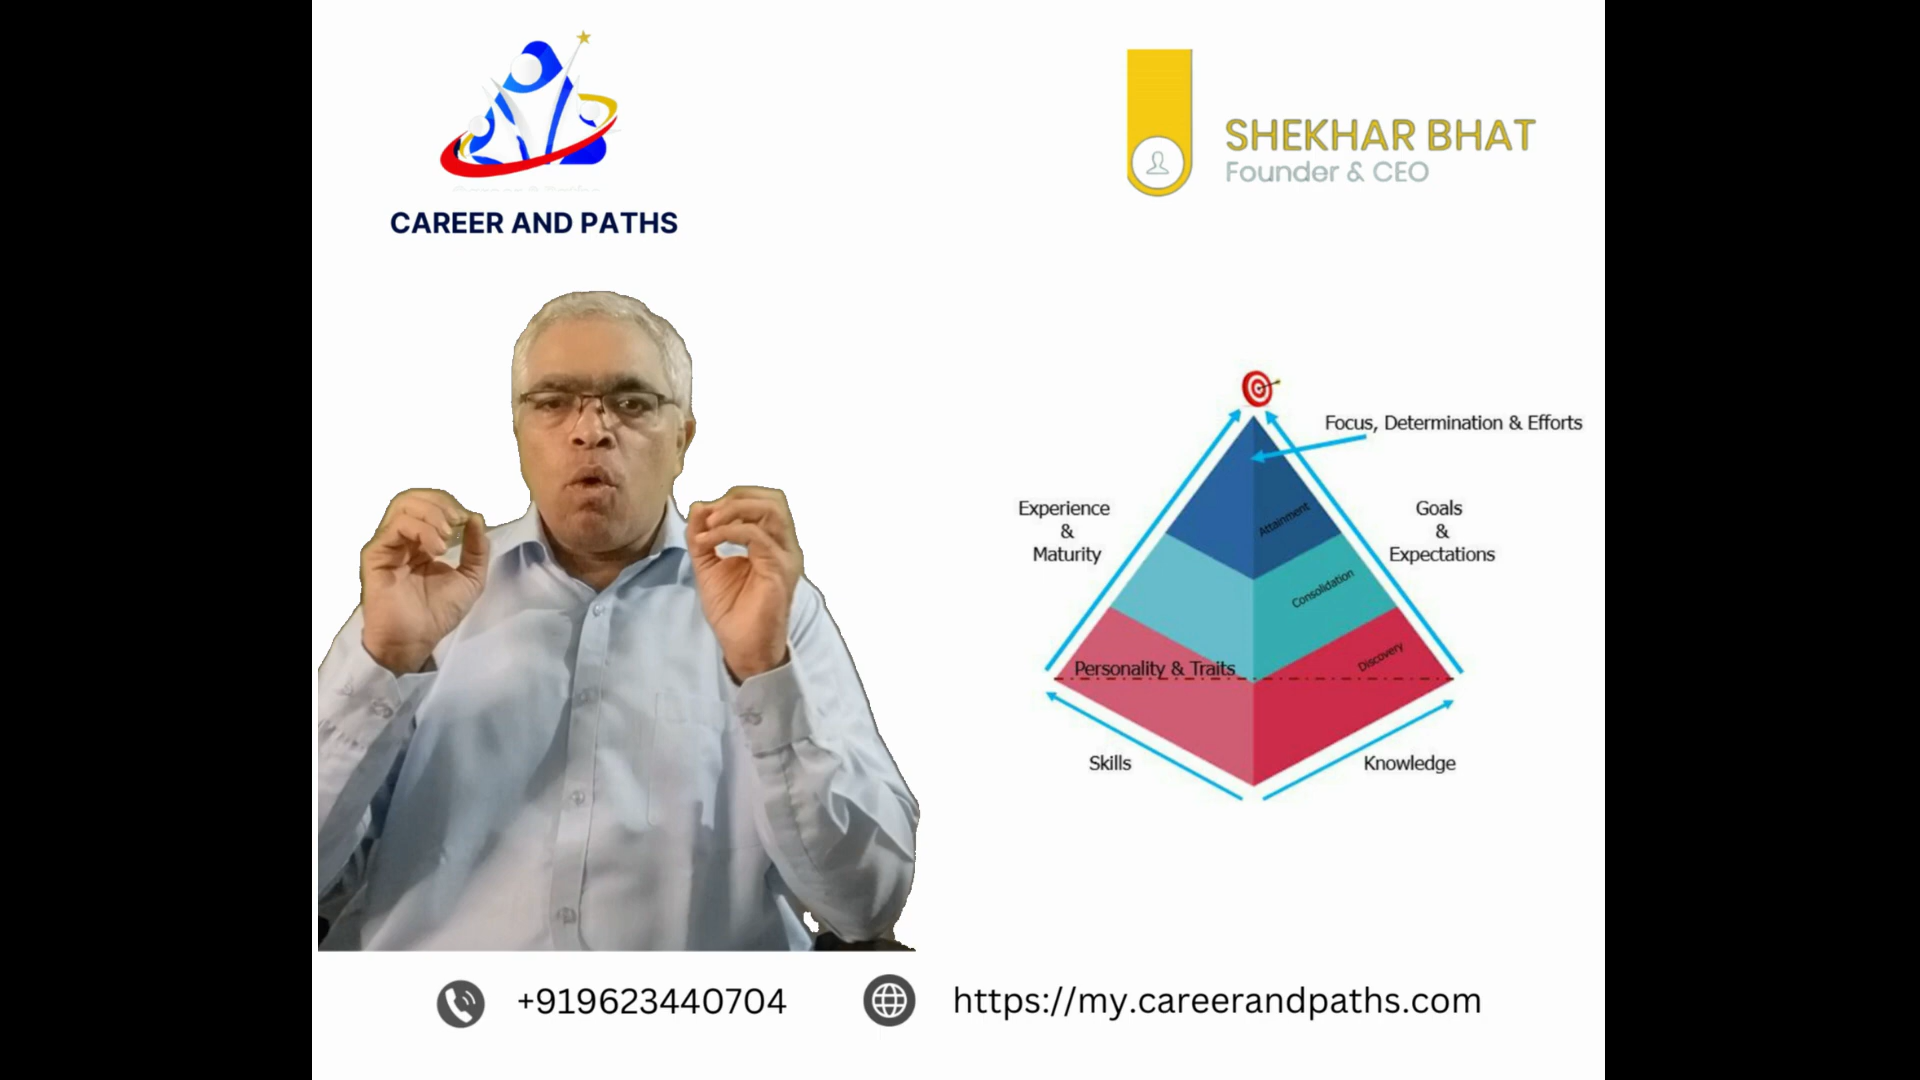 CAREER AND PATHS
SHEKHAR BHAT
Founder & CEO
Focus, Determination & Efforts
Experience
&
Maturity
Goals
&
Expectations
Attainment
Consolidation
Discovery
Personality & Traits
Skills
Knowledge
+919623440704
https://my.careerandpaths.com